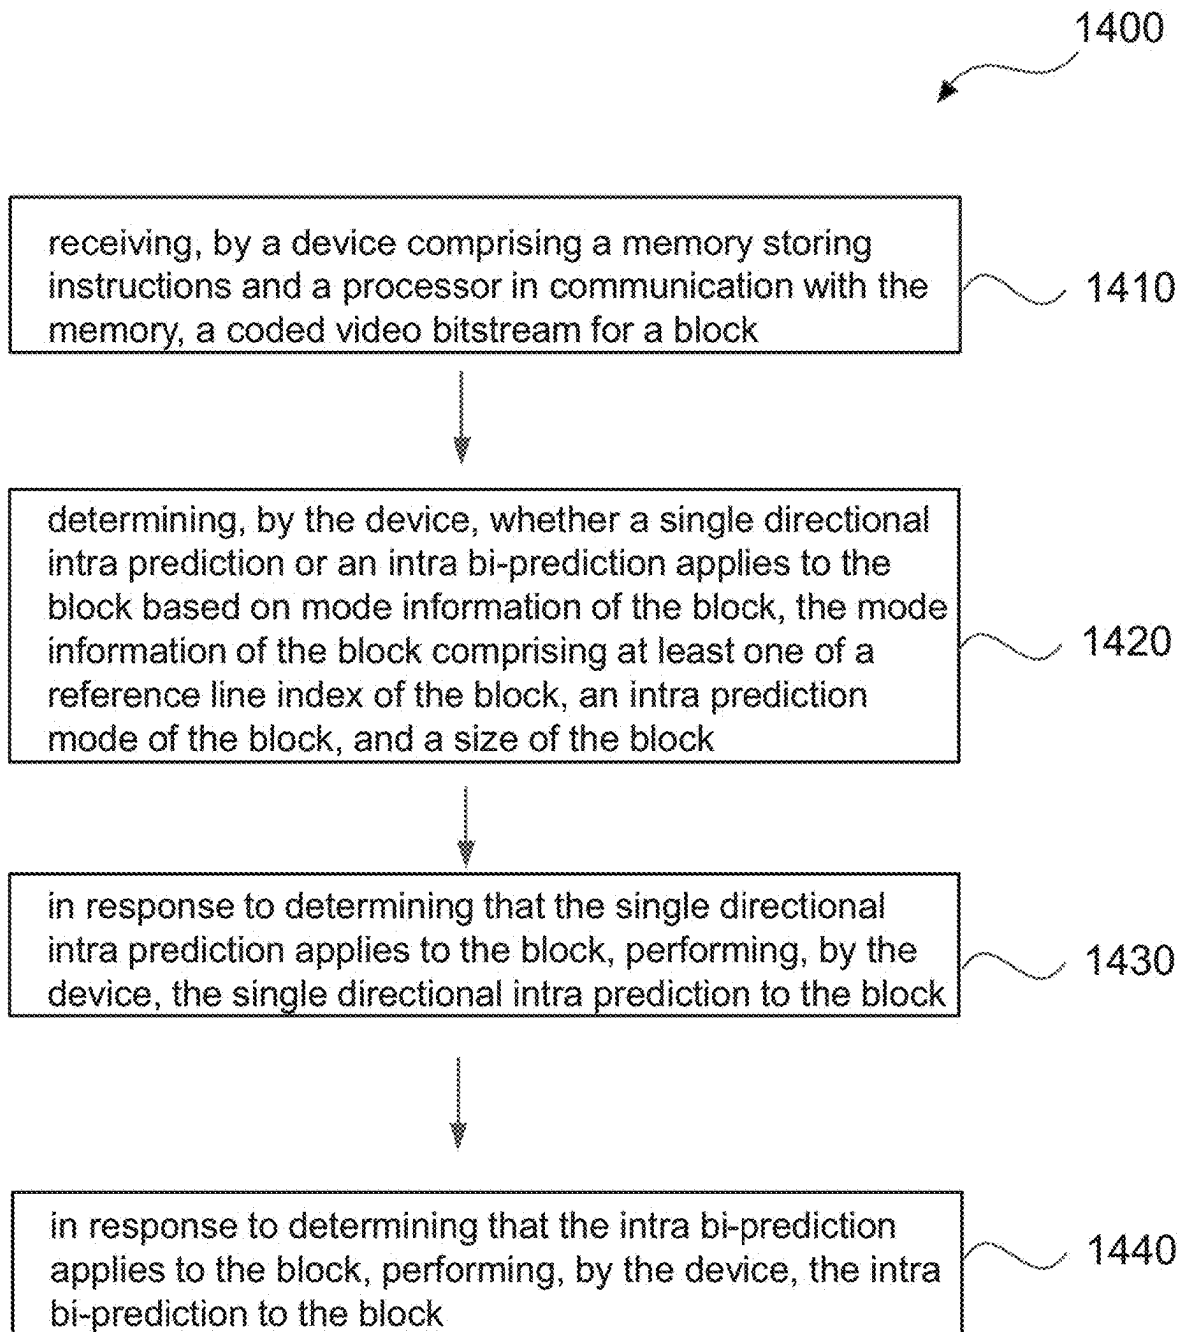 1400
receiving, by a device comprising a memory storing
instructions and a processor in communication with the
memory, a coded video bitstream for a block
1410
determining, by the device, whether a single directional
intra prediction or an intra bi-prediction applies to the
block based on mode information of the block, the mode
information of the block comprising at least one of a
reference line index of the block, an intra prediction
mode of the block, and a size of the block
1420
in response to determining that the single directional
intra prediction applies to the block, performing, by the
device, the single directional intra prediction to the block
1430
in response to determining that the intra bi-prediction
applies to the block, performing, by the device, the intra
bi-prediction to the block
1440